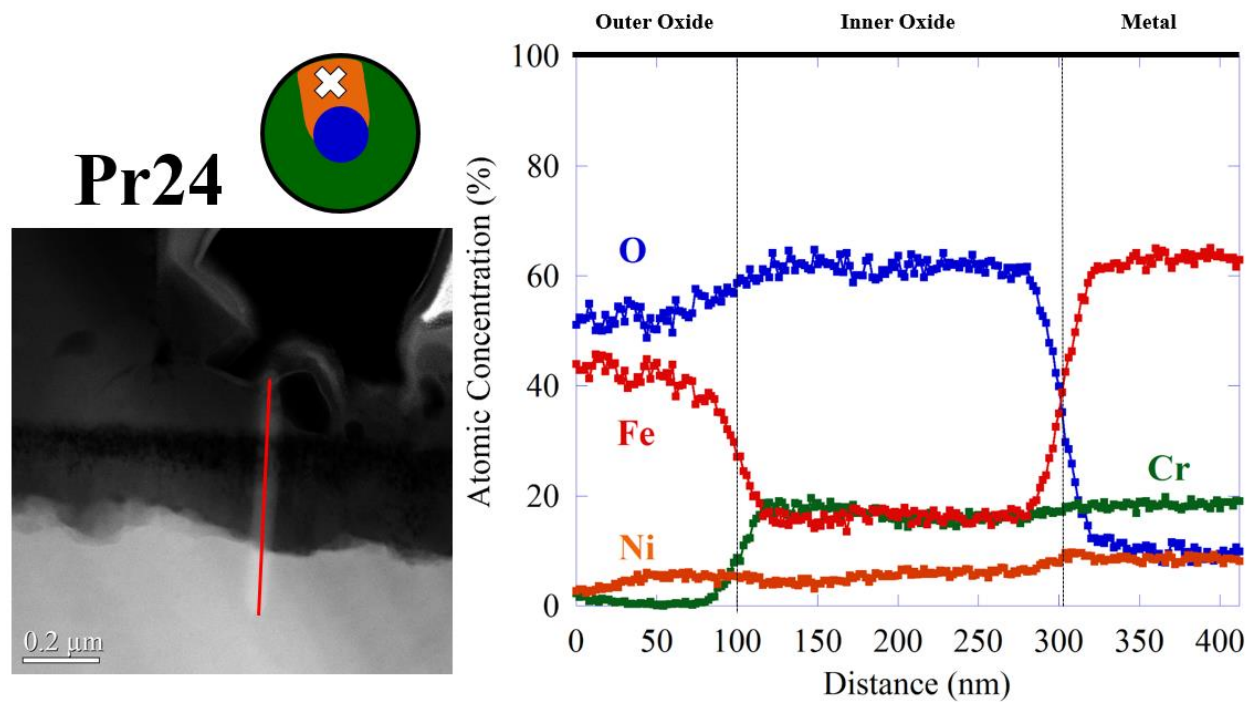 Outer Oxide Inner Oxide Metal
Pr24
0.2 µm
Atomic Concentration (%)
100
80
60
40
20
0
O
Fe
Ni
Cr
0 50 100 150 200 250 300 350 400
Distance (nm)